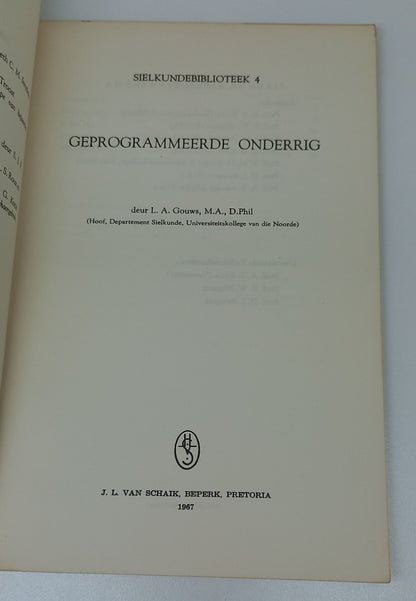 SIELKUNDEBIBLIOTEEK 4
GEPROGRAMMEERDE ONDERRIG
deur L. A. Gouws, M.A., D.Phil
(Hoof, Departement Sielkunde, Universiteitskollege van die Noorde)
J. L. VAN SCHAIK, BEPERK, PRETORIA
1967